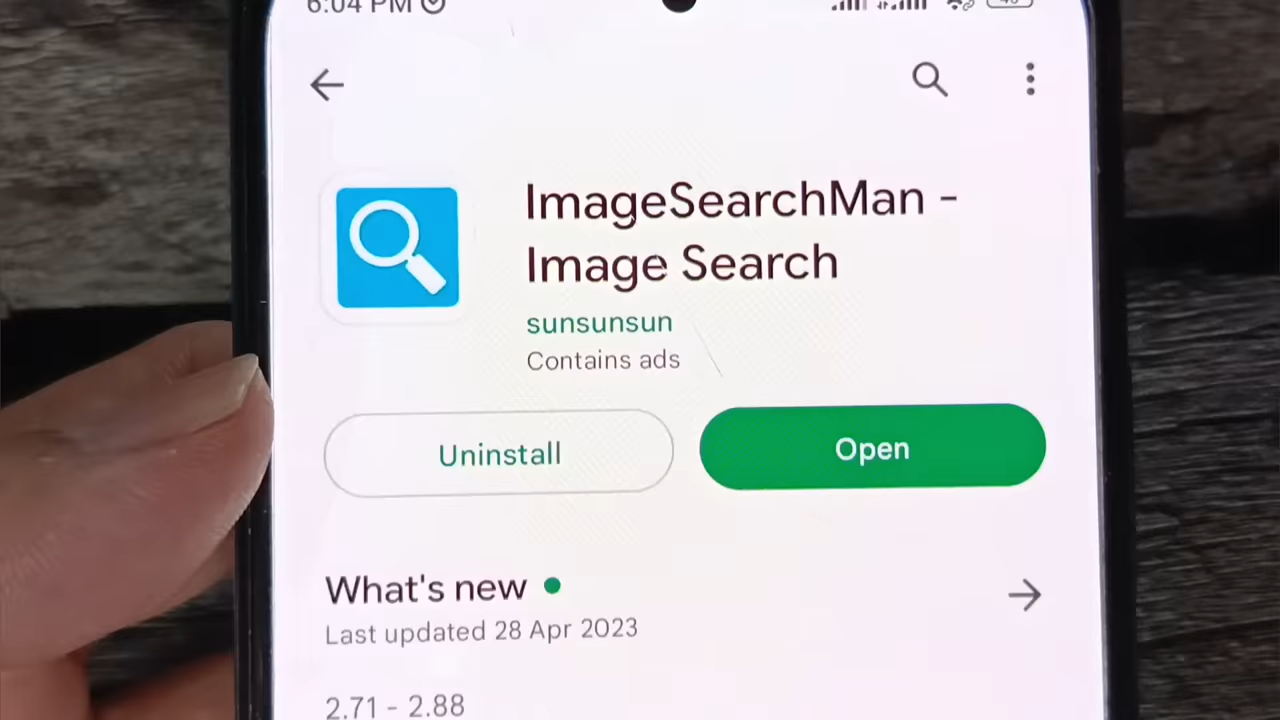 6:04 PM
ImageSearchMan -
Image Search
sunsunsun
Contains ads
Uninstall
Open
What's new
Last updated 28 Apr 2023
2.71 - 2.88